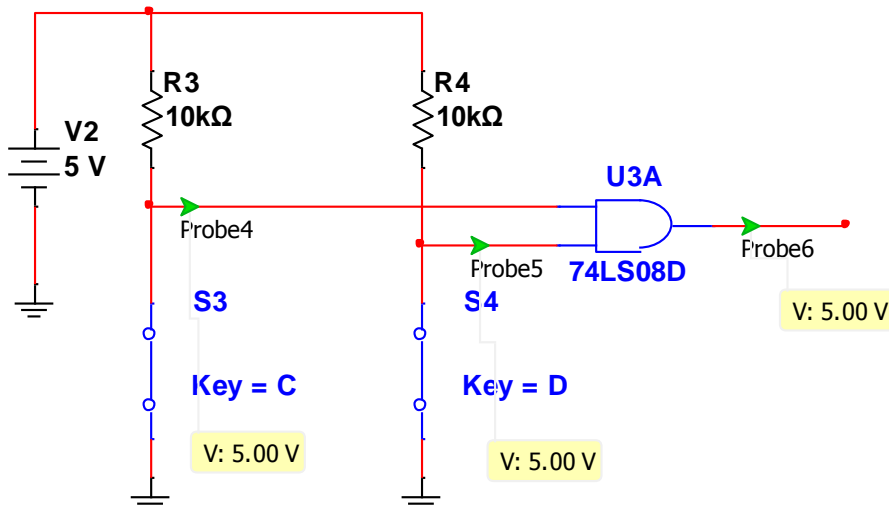 R3
10kΩ
R4
10kΩ
V2
5 V
U3A
Probe4
Probe5
Probe6
74LS08D
S3
S4
V: 5.00 V
Key = C
Key = D
V: 5.00 V
V: 5.00 V